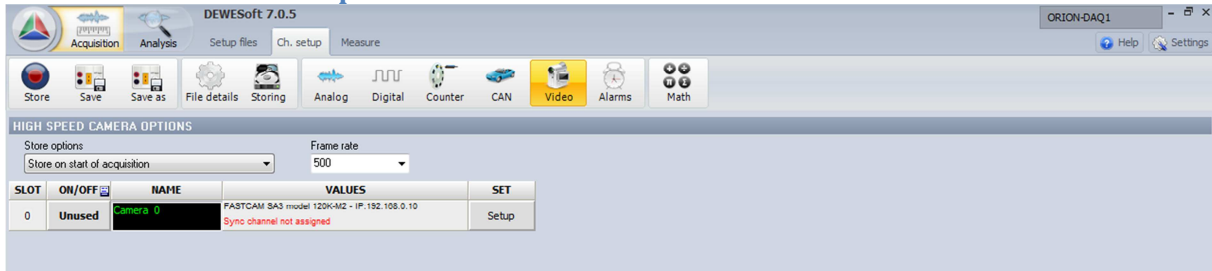 DEWESoft 7.0.5
ORION-DAQ1
Acquisition Analysis Setup files Ch. setup Measure Help Settings
Store Save Save as File details Storing Analog Digital Counter CAN Video Alarms Math
HIGH SPEED CAMERA OPTIONS
Store options Frame rate
Store on start of acquisition 500
SLOT ON/OFF NAME VALUES SET
0 Unused Camera 0 FASTCAM SA3 model 120K-M2 - IP:192.168.0.10 Setup
Sync channel not assigned